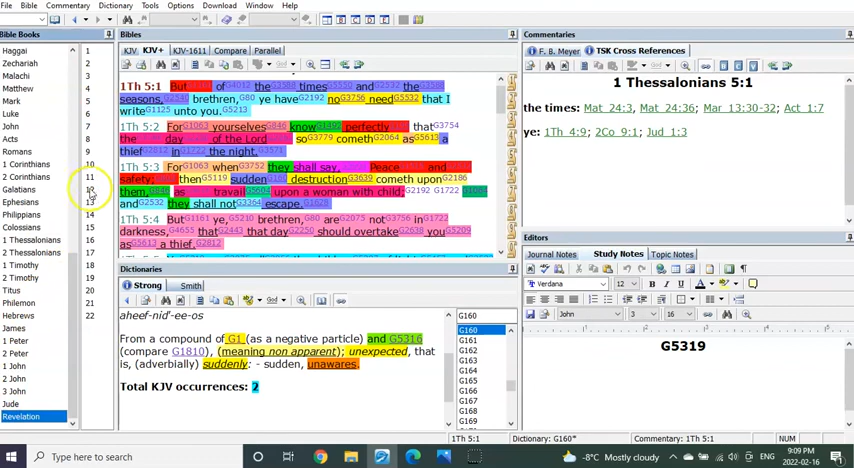 File Bible Commentary Dictionary Tools Options Download Window Help
Bible Books
Haggai
Zechariah
Malachi
Matthew
Mark
Luke
John
Acts
Romans
1 Corinthians
2 Corinthians
Galatians
Ephesians
Philippians
Colossians
1 Thessalonians
2 Thessalonians
1 Timothy
2 Timothy
Titus
Philemon
Hebrews
James
1 Peter
2 Peter
1 John
2 John
3 John
Jude
Revelation
1
2
3
4
5
6
7
8
9
10
11
12
13
14
15
16
17
18
19
20
21
22
Bibles
KJV KJV+ KJV-1611 Compare Parallel
1Th 5:1 But of G4012 the G3588 times G5550 and G2532 the G3588
seasons, G2540 brethren, G80 ye have G2192 no G3756 need G5532 that I
write G1125 unto you. G5213
1Th 5:2 For G1063 yourselves know G1492 perfectly that G3754
the day of the Lord so G3779 cometh G2064 as G5613 a
thief in G1722 the night. G3571
1Th 5:3 For G1063 when G3752 they shall say, Peace and
safety; then G5119 sudden destruction G3639 cometh upon G2186
them, as travail G5604 upon a woman with child; G2192 G1722 G1064
and G2532 they shall not G3364 escape. G1628
1Th 5:4 But G1161 ye, G5210 brethren, G80 are G2075 not G3756 in G1722
darkness, G4655 that G2443 that day G2250 should overtake G2638 you G5209
as G5613 a thief. G2812
Dictionaries
Strong Smith
aheef-nid'-ee-os
From a compound of G1 (as a negative particle) and G5316
(compare G1810), (meaning non apparent); unexpected, that
is, (adverbially) suddenly: - sudden, unawares.
Total KJV occurrences: 2
G160
G160
G161
G162
G163
G164
G165
G166
G167
G168
G169
Commentaries
F. B. Meyer TSK Cross References
1 Thessalonians 5:1
the times: Mat 24:3, Mat 24:36; Mar 13:30-32; Act 1:7
ye: 1Th 4:9; 2Co 9:1; Jud 1:3
Editors
Journal Notes Study Notes Topic Notes
Verdana 12 B I U
John 3 16
G5319
1Th 5:1 Dictionary: G160* Commentary: 1Th 5:1 NUM
Type here to search
-8°C Mostly cloudy
ENG
9:09 PM
2022-02-16